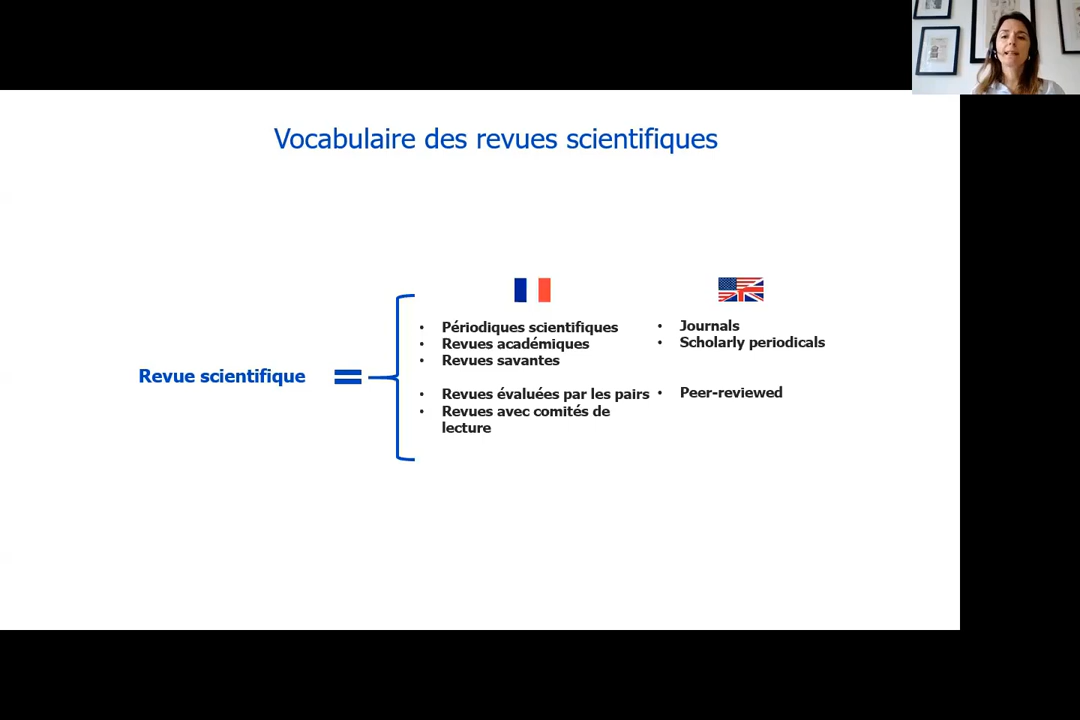 Vocabulaire des revues scientifiques
Revue scientifique
• Périodiques scientifiques
• Revues académiques
• Revues savantes
• Revues évaluées par les pairs
• Revues avec comités de
lecture
• Journals
• Scholarly periodicals
• Peer-reviewed